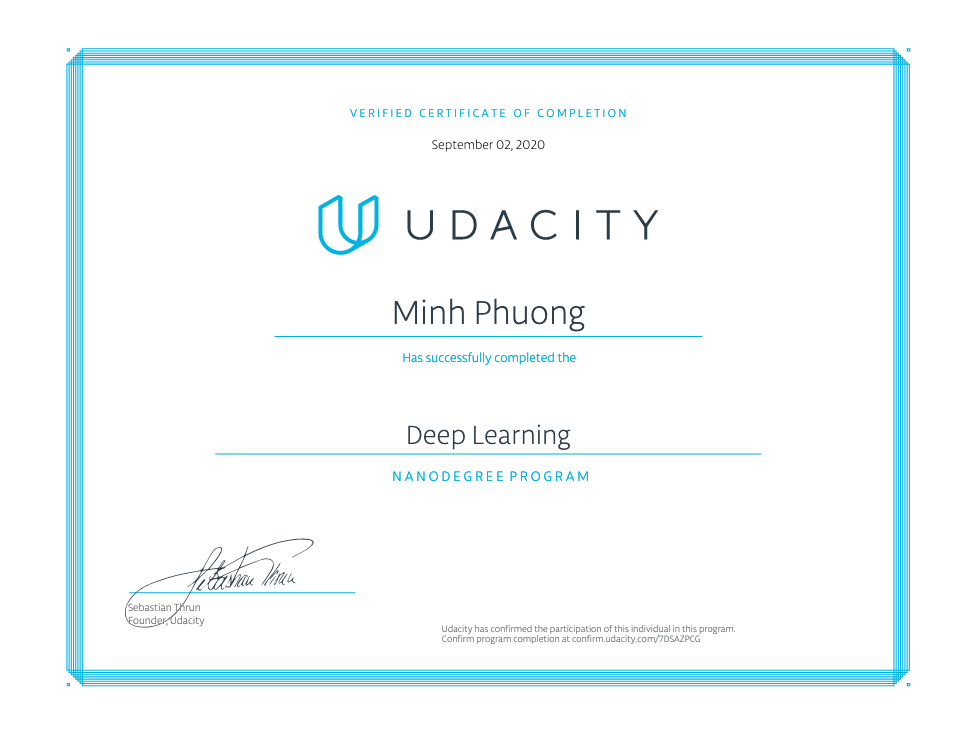 VERIFIED CERTIFICATE OF COMPLETION
September 02, 2020
UDACITY
Minh Phuong
Has successfully completed the
Deep Learning
NANODEGREE PROGRAM
Sebastian Thrun
Sebastian Thrun
Founder, Udacity
Udacity has confirmed the participation of this individual in this program.
Confirm program completion at confirm.udacity.com/7DSAZPCG